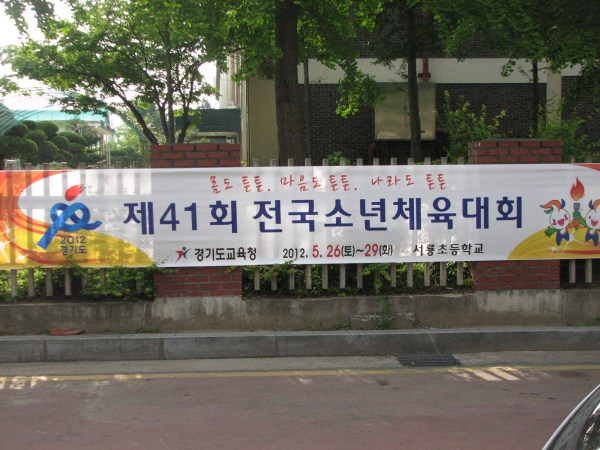 몸도 튼튼, 마음도 튼튼, 나라도 튼튼
제41회 전국소년체육대회
2012
경기도
경기도교육청 2012. 5. 26(토)~29(화) 서룡초등학교